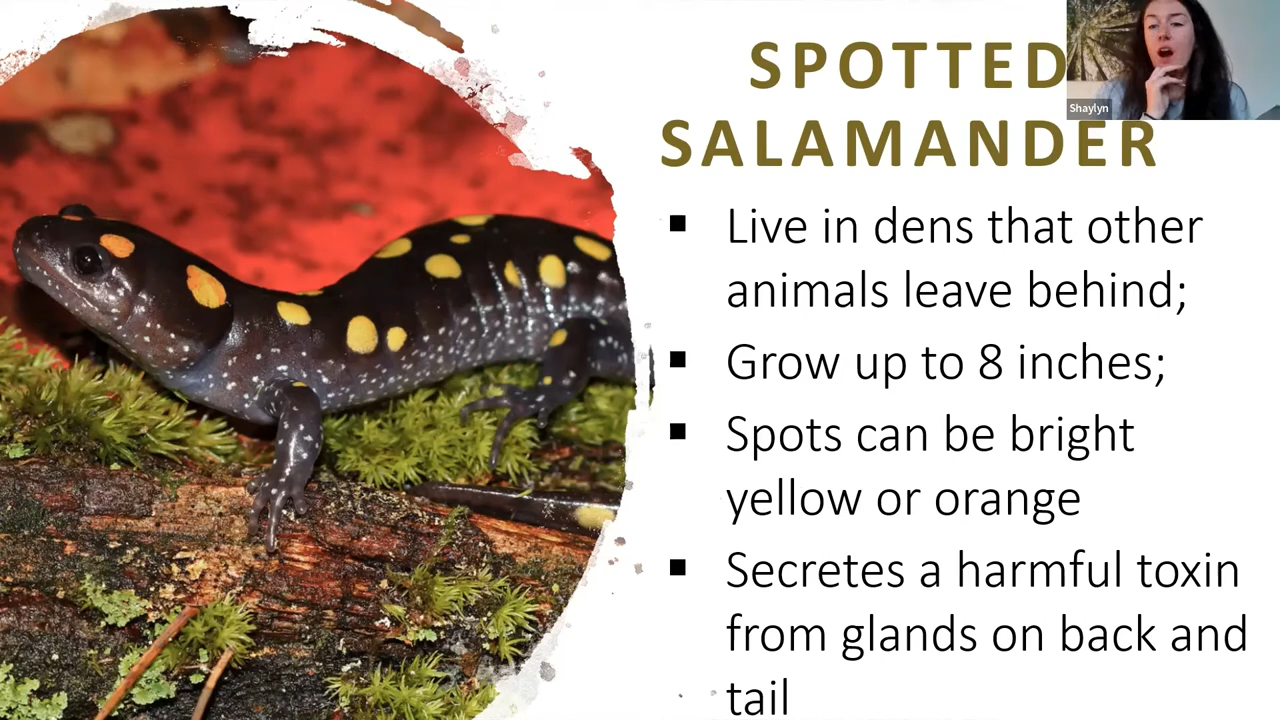 SPOTTED
SALAMANDER
Shaylyn
▪ Live in dens that other
animals leave behind;
▪ Grow up to 8 inches;
▪ Spots can be bright
yellow or orange
▪ Secretes a harmful toxin
from glands on back and
tail